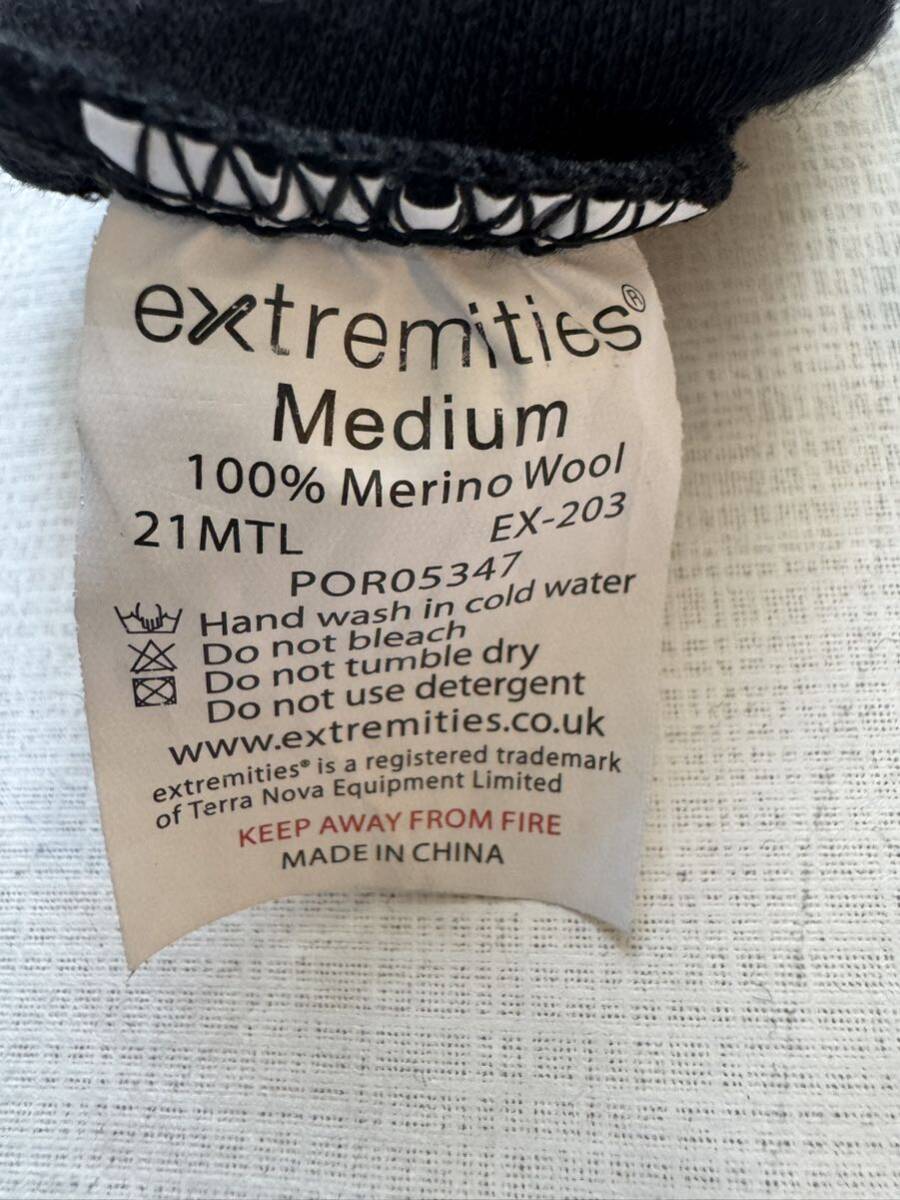 extremities®
Medium
100% Merino Wool
21MTL EX-203
POR05347
Hand wash in cold water
Do not bleach
Do not tumble dry
Do not use detergent
www.extremities.co.uk
extremities® is a registered trademark
of Terra Nova Equipment Limited
KEEP AWAY FROM FIRE
MADE IN CHINA